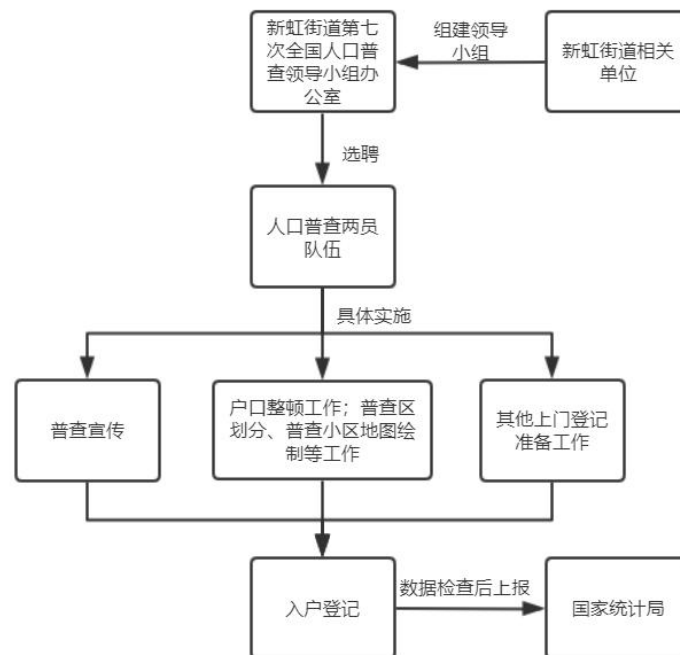 新虹街道第七
次全国人口普
查领导小组办
公室
组建领导
小组
新虹街道相关
单位
选聘
人口普查两员
队伍
具体实施
普查宣传
户口整顿工作；普查区
划分、普查小区地图绘
制等工作
其他上门登记
准备工作
入户登记
数据检查后上报
国家统计局